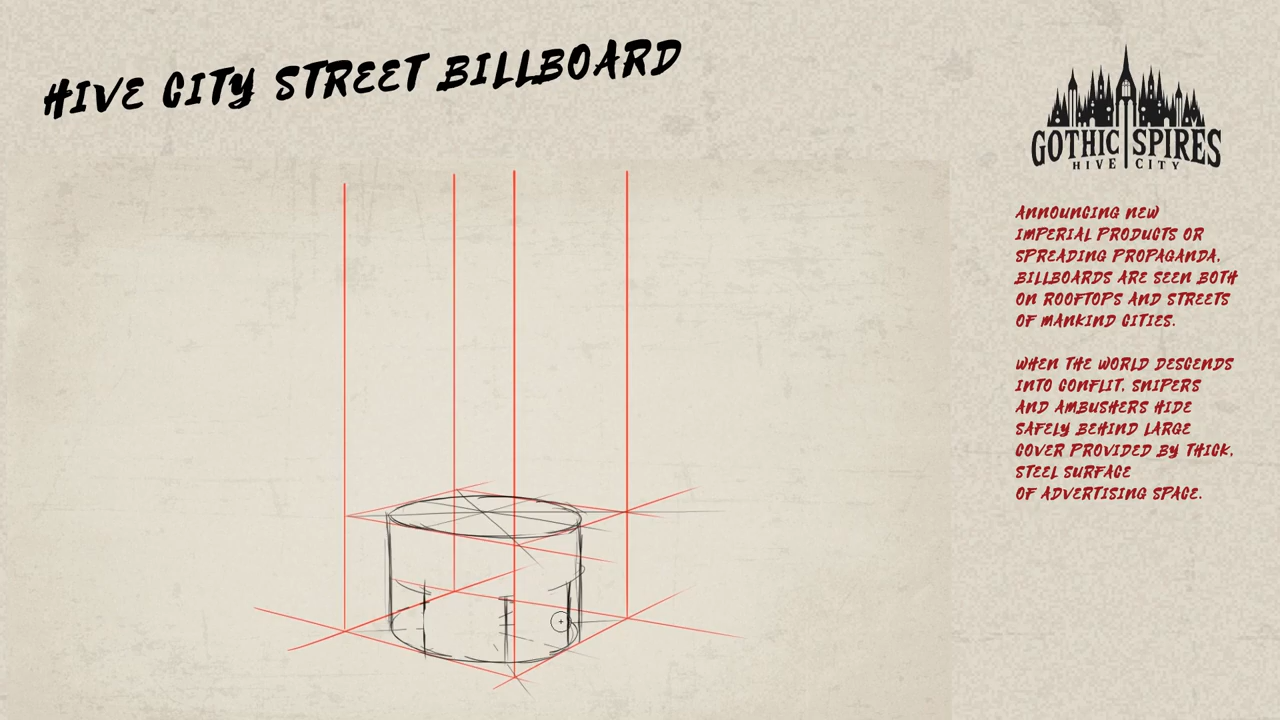 HIVE CITY STREET BILLBOARD
GOTHIC SPIRES
HIVE CITY
ANNOUNCING NEW
IMPERIAL PRODUCTS OR
SPREADING PROPAGANDA,
BILLBOARDS ARE SEEN BOTH
ON ROOFTOPS AND STREETS
OF MANKIND CITIES.
WHEN THE WORLD DESCENDS
INTO CONFLIT, SNIPERS
AND AMBUSHERS HIDE
SAFELY BEHIND LARGE
COVER PROVIDED BY THICK,
STEEL SURFACE
OF ADVERTISING SPACE.